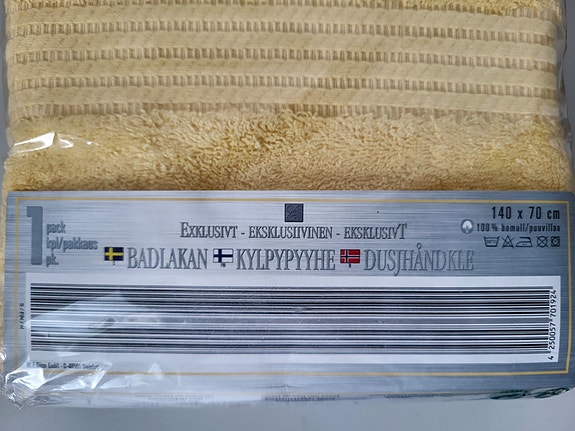 1 pack
kpl/pakkaus
pk.
EXKLUSIVT - EKSKLUSIIVINEN - EKSKLUSIVT
BADLAKAN KYLPYPYYHE DUSJHÅNDKLE
140 x 70 cm
100% bomull/puuvillaa
4 250057 701924